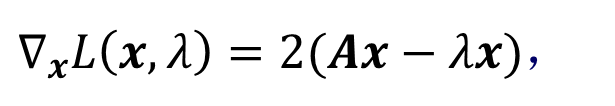 ∇ₓL(x, λ) = 2(Ax − λx),